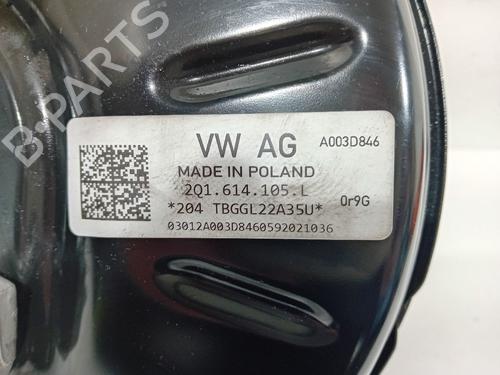 B-PARTS
VW AG
A003D846
MADE IN POLAND
2Q1.614.105.L
*204 TBGGL22A35U*
0r9G
03012A003D8460592021036